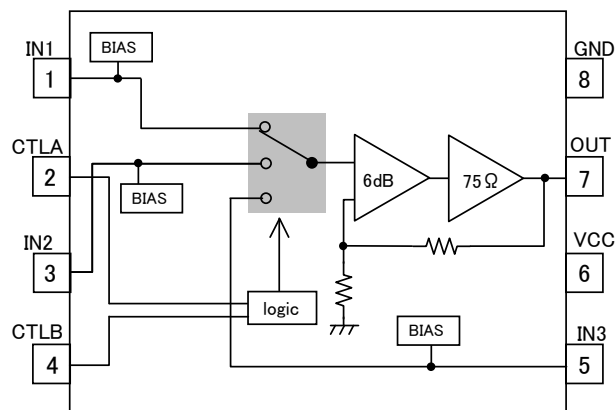 IN1
1
BIAS
GND
8
CTLA
2
BIAS
6dB
75Ω
OUT
7
IN2
3
VCC
6
logic
CTLB
4
BIAS
IN3
5